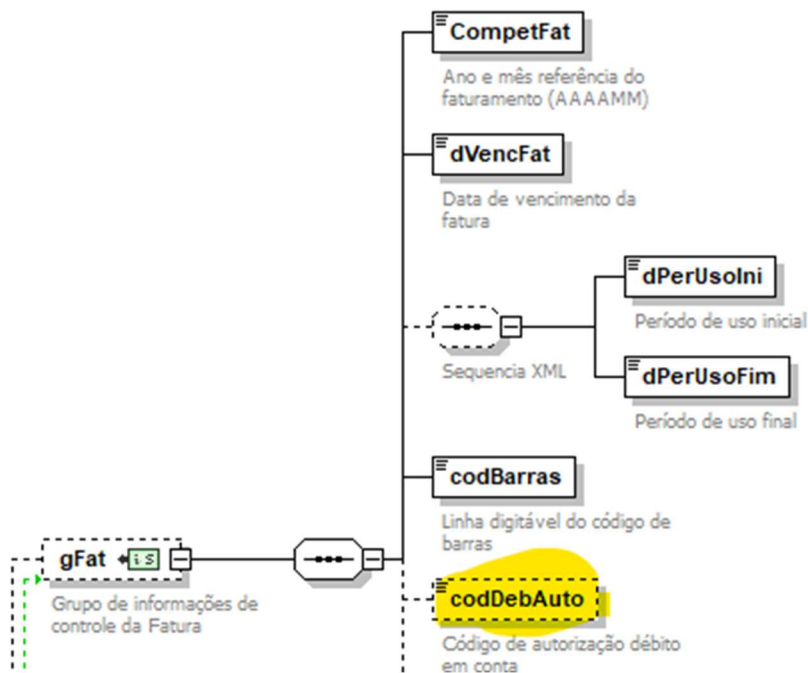 CompetFat
Ano e mês referência do
faturamento (AAAAMM)
dVencFat
Data de vencimento da
fatura
dPerUsoIni
Período de uso inicial
Sequencia XML
dPerUsoFim
Período de uso final
codBarras
Linha digitável do código de
barras
gFat
is
Grupo de informações de
controle da Fatura
codDebAuto
Código de autorização débito
em conta